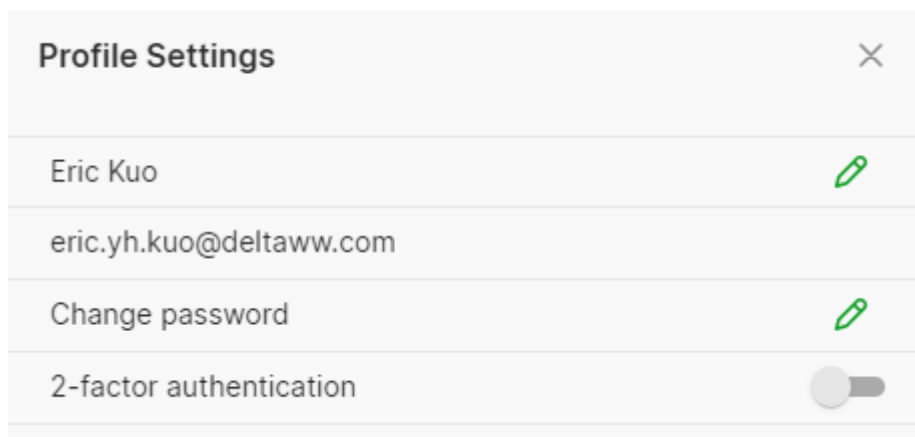 Profile Settings
Eric Kuo
eric.yh.kuo@deltaww.com
Change password
2-factor authentication